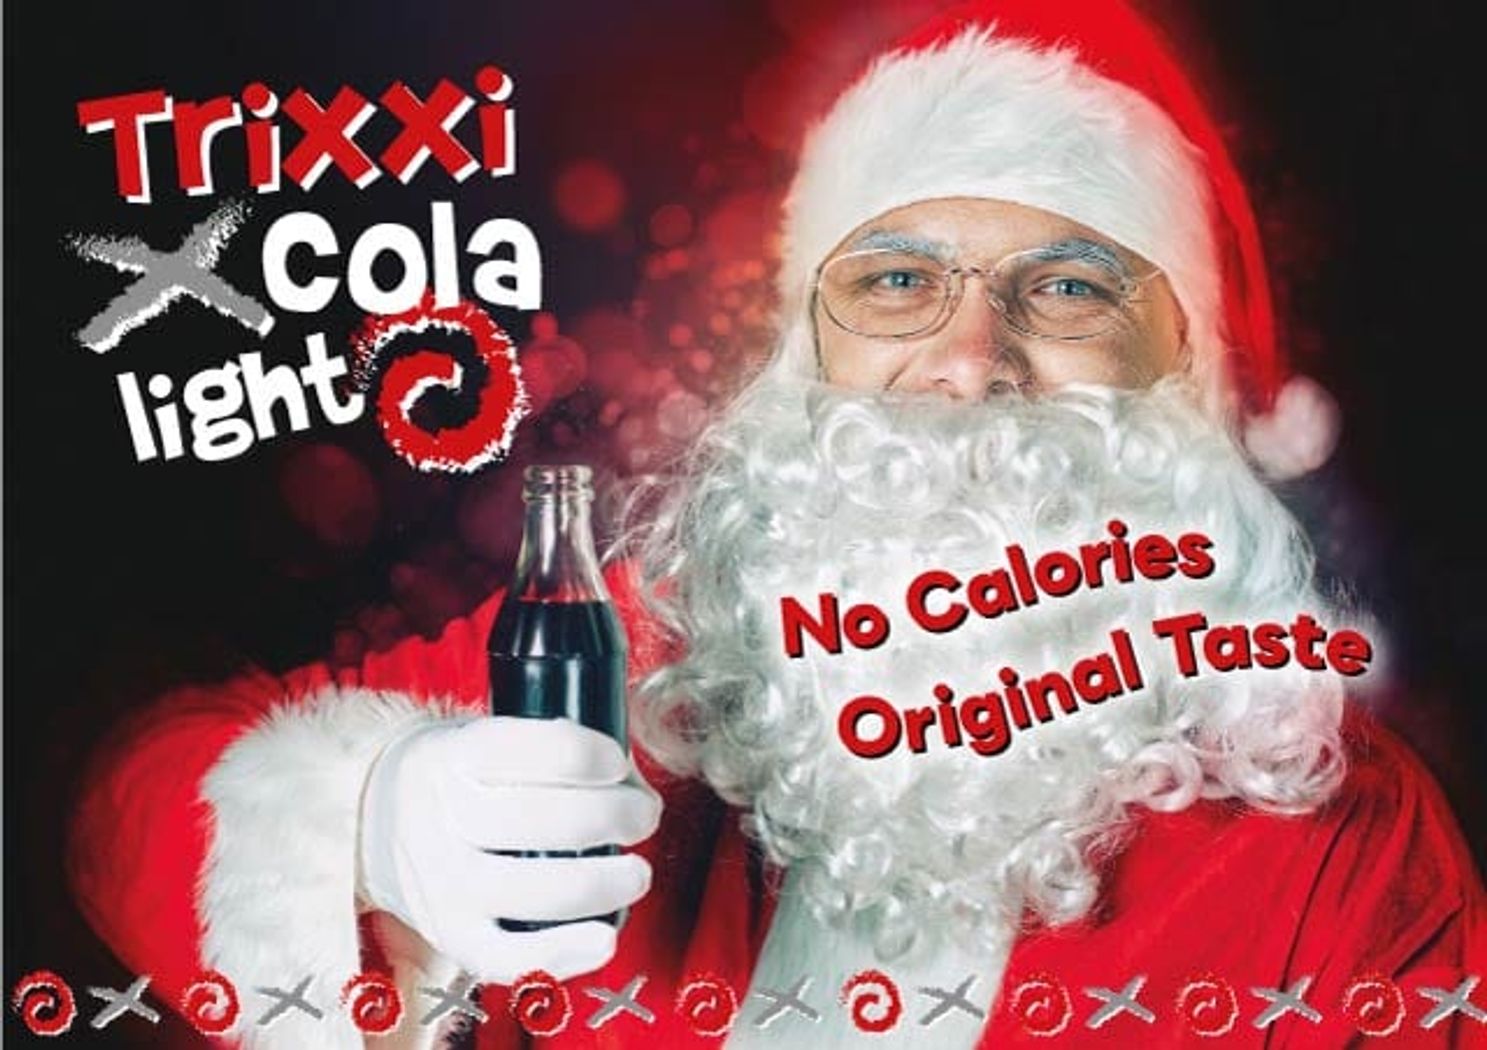 Trixxi
Cola
light
No Calories
Original Taste